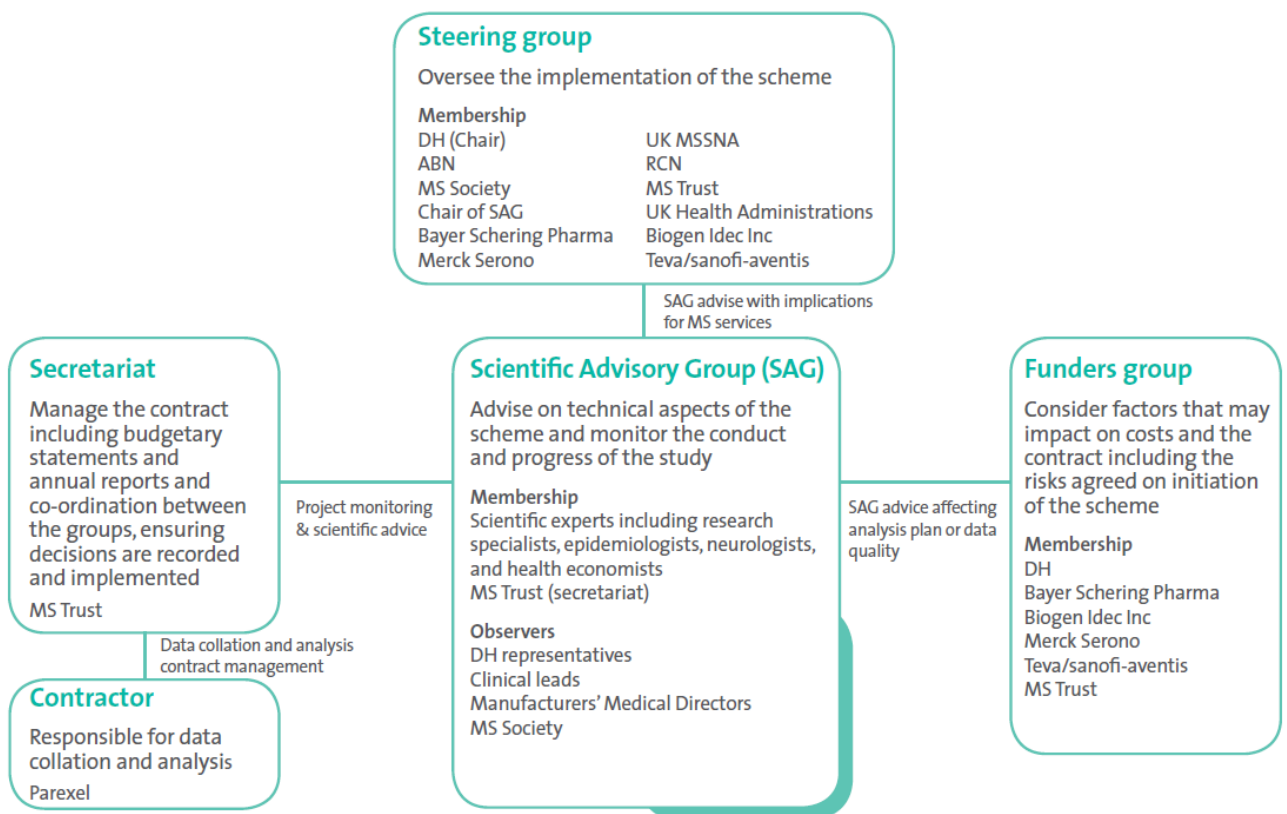 Steering group
Oversee the implementation of the scheme
Membership
DH (Chair)
ABN
MS Society
Chair of SAG
Bayer Schering Pharma
Merck Serono
UK MSSNA
RCN
MS Trust
UK Health Administrations
Biogen Idec Inc
Teva/sanofi-aventis
SAG advise with implications
for MS services
Secretariat
Manage the contract
including budgetary
statements and
annual reports and
co-ordination between
the groups, ensuring
decisions are recorded
and implemented
MS Trust
Project monitoring
& scientific advice
Scientific Advisory Group (SAG)
Advise on technical aspects of the
scheme and monitor the conduct
and progress of the study
Membership
Scientific experts including research
specialists, epidemiologists, neurologists,
and health economists
MS Trust (secretariat)
Observers
DH representatives
Clinical leads
Manufacturers' Medical Directors
MS Society
SAG advice affecting
analysis plan or data
quality
Funders group
Consider factors that may
impact on costs and the
contract including the
risks agreed on initiation
of the scheme
Membership
DH
Bayer Schering Pharma
Biogen Idec Inc
Merck Serono
Teva/sanofi-aventis
MS Trust
Data collation and analysis
contract management
Contractor
Responsible for data
collation and analysis
Parexel